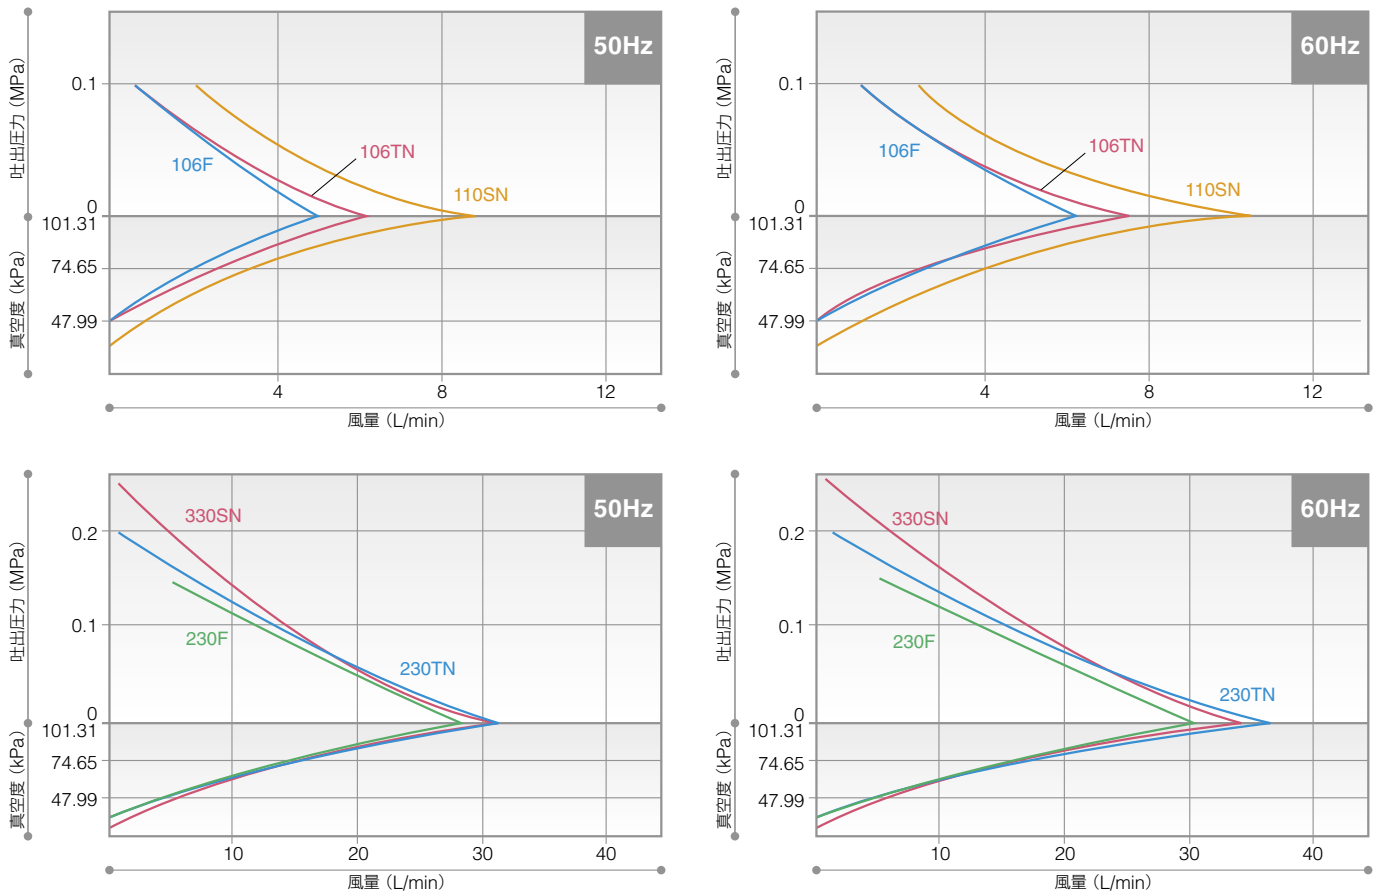 吐出圧力 (MPa)
真空度 (kPa)
0.1
0
101.31
74.65
47.99
50Hz
106F
106TN
110SN
4
8
12
風量 (L/min)
吐出圧力 (MPa)
真空度 (kPa)
0.1
0
101.31
74.65
47.99
60Hz
106F
106TN
110SN
4
8
12
風量 (L/min)
吐出圧力 (MPa)
真空度 (kPa)
0.2
0.1
0
101.31
74.65
47.99
50Hz
330SN
230F
230TN
10
20
30
40
風量 (L/min)
吐出圧力 (MPa)
真空度 (kPa)
0.2
0.1
0
101.31
74.65
47.99
60Hz
330SN
230F
230TN
10
20
30
40
風量 (L/min)